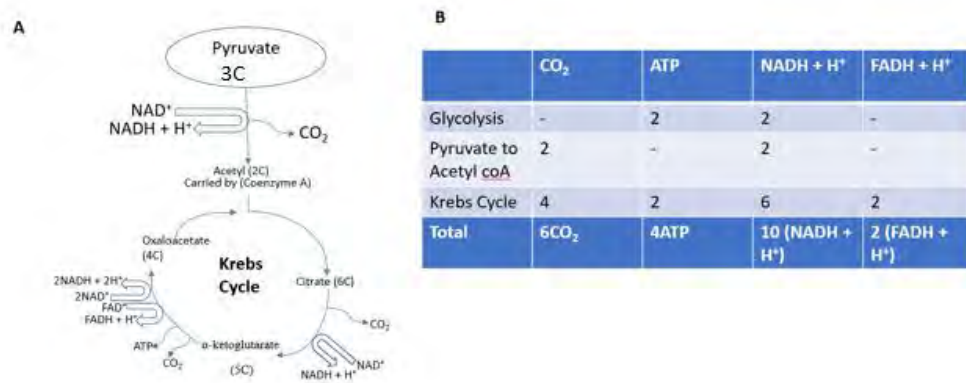 A
Pyruvate
3C
NAD⁺
NADH + H⁺
CO₂
Acetyl (2C)
Carried by (Coenzyme A)
Oxaloacetate
(4C)
Krebs
Cycle
Citrate (6C)
2NADH + 2H⁺
2NAD⁺
FAD⁺
FADH + H⁺
CO₂
ATP
CO₂
α-ketoglutarate
(5C)
NAD⁺
NADH + H⁺
B
CO₂ ATP NADH + H⁺ FADH + H⁺
Glycolysis - 2 2 -
Pyruvate to 2 - 2 -
Acetyl coA
Krebs Cycle 4 2 6 2
Total 6CO₂ 4ATP 10 (NADH + 2 (FADH +
H⁺) H⁺)